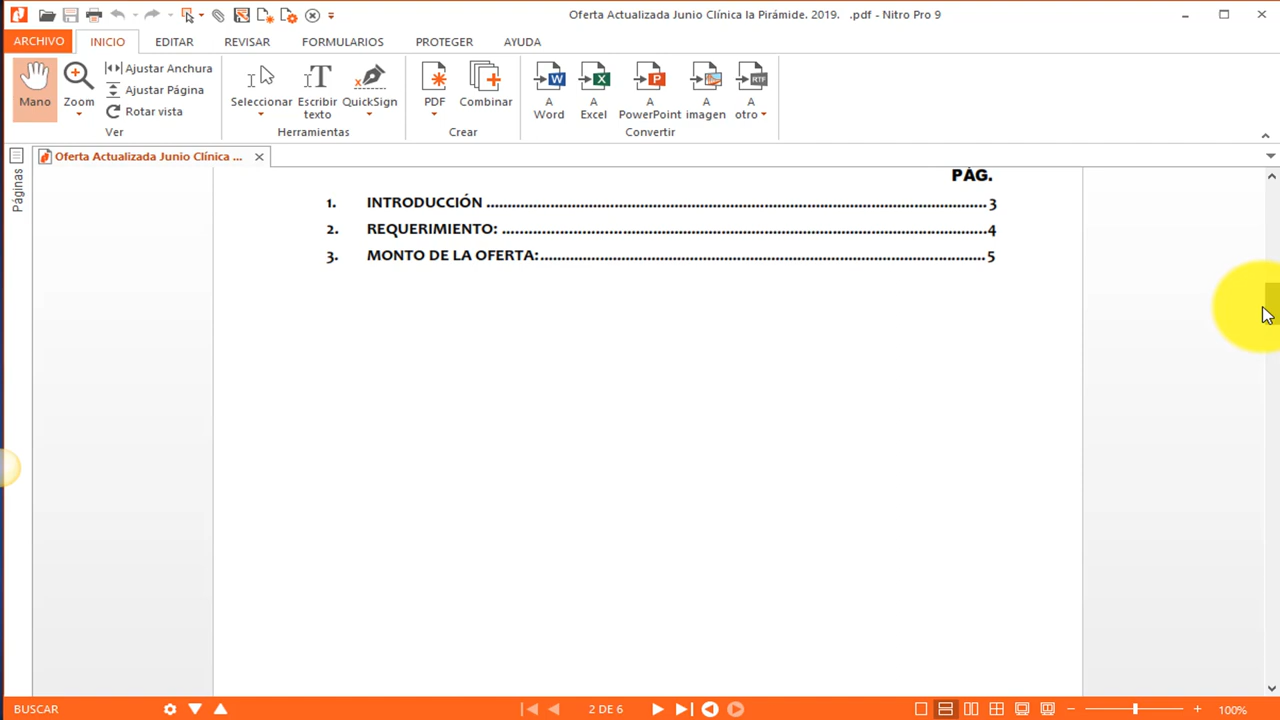 Oferta Actualizada Junio Clínica la Pirámide. 2019.   .pdf - Nitro Pro 9
ARCHIVO INICIO EDITAR REVISAR FORMULARIOS PROTEGER AYUDA
Mano
Zoom
Ajustar Anchura
Ajustar Página
Rotar vista
Ver
Seleccionar
Escribir texto
QuickSign
Herramientas
PDF
Combinar
Crear
A Word
A Excel
A PowerPoint
A imagen
A otro
Convertir
Oferta Actualizada Junio Clínica ...
Páginas
PÁG.
1. INTRODUCCIÓN ........................................ 3
2. REQUERIMIENTO: ........................................ 4
3. MONTO DE LA OFERTA: ........................................ 5
BUSCAR
2 DE 6
100%